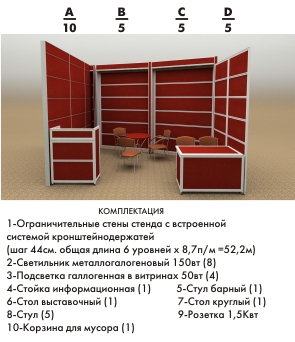 A B C D
10 5 5 5
КОМПЛЕКТАЦИЯ
1-Ограничительные стены стенда с встроенной
системой кронштейнодержатей
(шаг 44см. общая длина 6 уровней х 8,7п/м =52,2м)
2-Светильник металлогалогеновый 150вт (8)
3-Подсветка галлогенная в витринах 50вт (4)
4-Стойка информационная (1) 5-Стул барный (1)
6-Стол выставочный (1) 7-Стол круглый (1)
8-Стул (5) 9-Розетка 1,5Квт
10-Корзина для мусора (1)